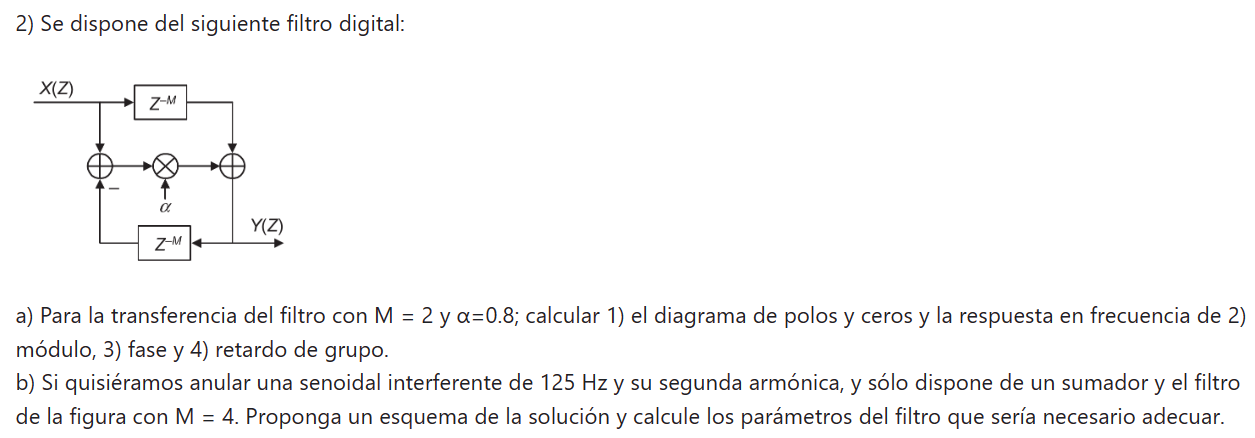 2) Se dispone del siguiente filtro digital:
X(Z)
Z–M
–
α
Y(Z)
Z–M
a) Para la transferencia del filtro con M = 2 y α=0.8; calcular 1) el diagrama de polos y ceros y la respuesta en frecuencia de 2)
módulo, 3) fase y 4) retardo de grupo.
b) Si quisiéramos anular una senoidal interferente de 125 Hz y su segunda armónica, y sólo dispone de un sumador y el filtro
de la figura con M = 4. Proponga un esquema de la solución y calcule los parámetros del filtro que sería necesario adecuar.